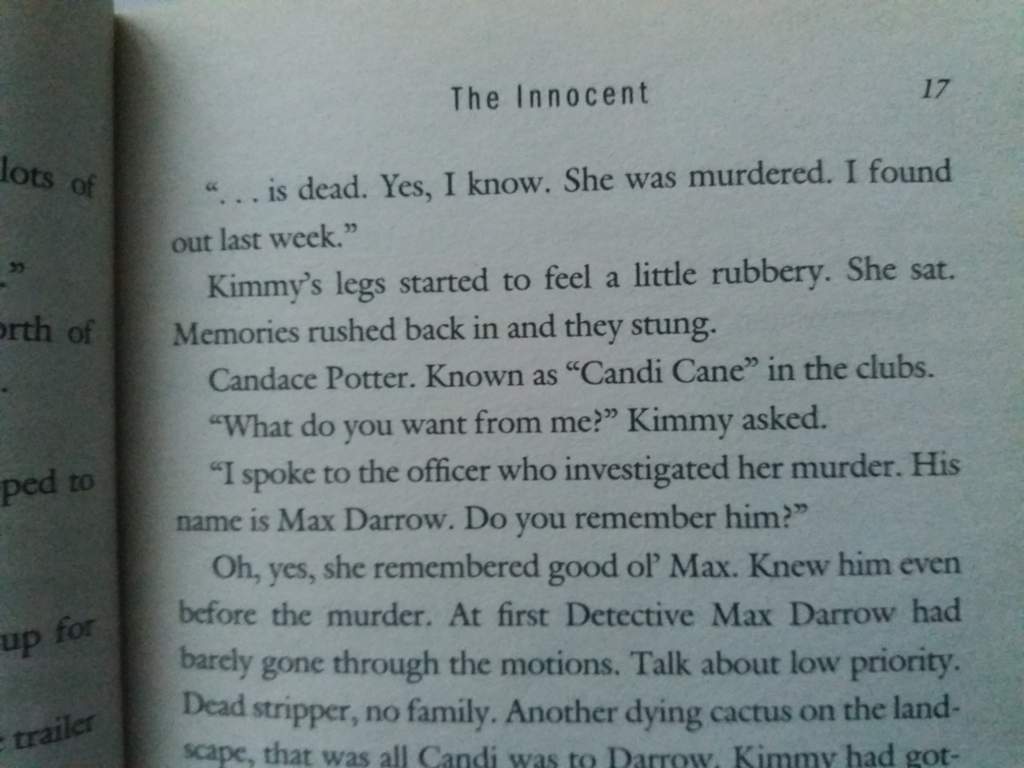 lots of
”
of
ped to
up for
trailer
The Innocent 17
“. . . is dead. Yes, I know. She was murdered. I found
out last week.”
Kimmy’s legs started to feel a little rubbery. She sat.
Memories rushed back in and they stung.
Candace Potter. Known as “Candi Cane” in the clubs.
“What do you want from me?” Kimmy asked.
“I spoke to the officer who investigated her murder. His
name is Max Darrow. Do you remember him?”
Oh, yes, she remembered good ol’ Max. Knew him even
before the murder. At first Detective Max Darrow had
barely gone through the motions. Talk about low priority.
Dead stripper, no family. Another dying cactus on the land-
scape, that was all Candi was to Darrow. Kimmy had got-